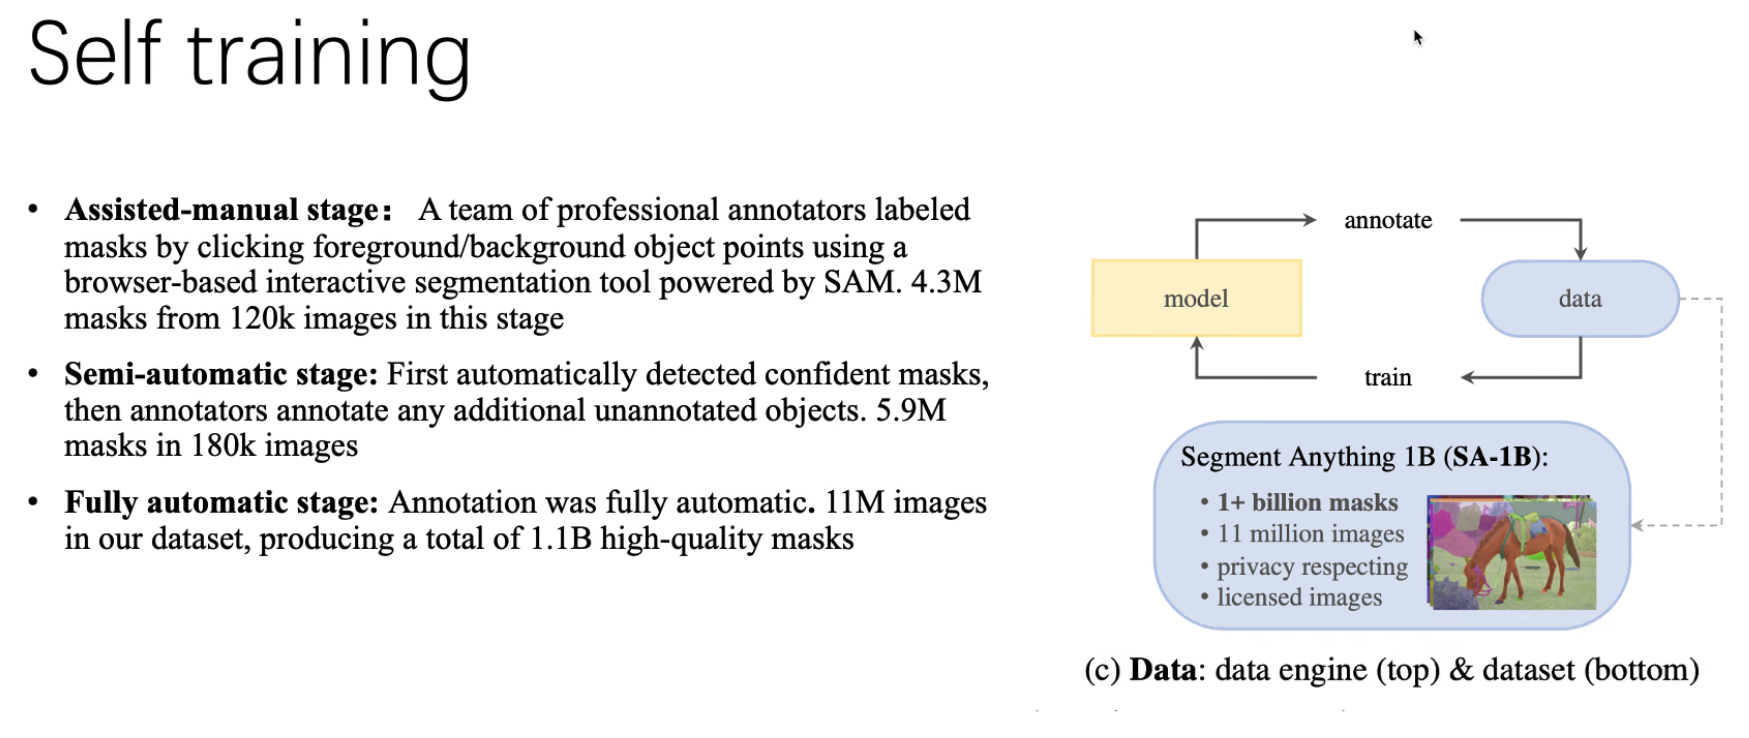 Self training
• Assisted-manual stage： A team of professional annotators labeled
masks by clicking foreground/background object points using a
browser-based interactive segmentation tool powered by SAM. 4.3M
masks from 120k images in this stage
• Semi-automatic stage: First automatically detected confident masks,
then annotators annotate any additional unannotated objects. 5.9M
masks in 180k images
• Fully automatic stage: Annotation was fully automatic. 11M images
in our dataset, producing a total of 1.1B high-quality masks
annotate
model
data
train
Segment Anything 1B (SA-1B):
• 1+ billion masks
• 11 million images
• privacy respecting
• licensed images
(c) Data: data engine (top) & dataset (bottom)